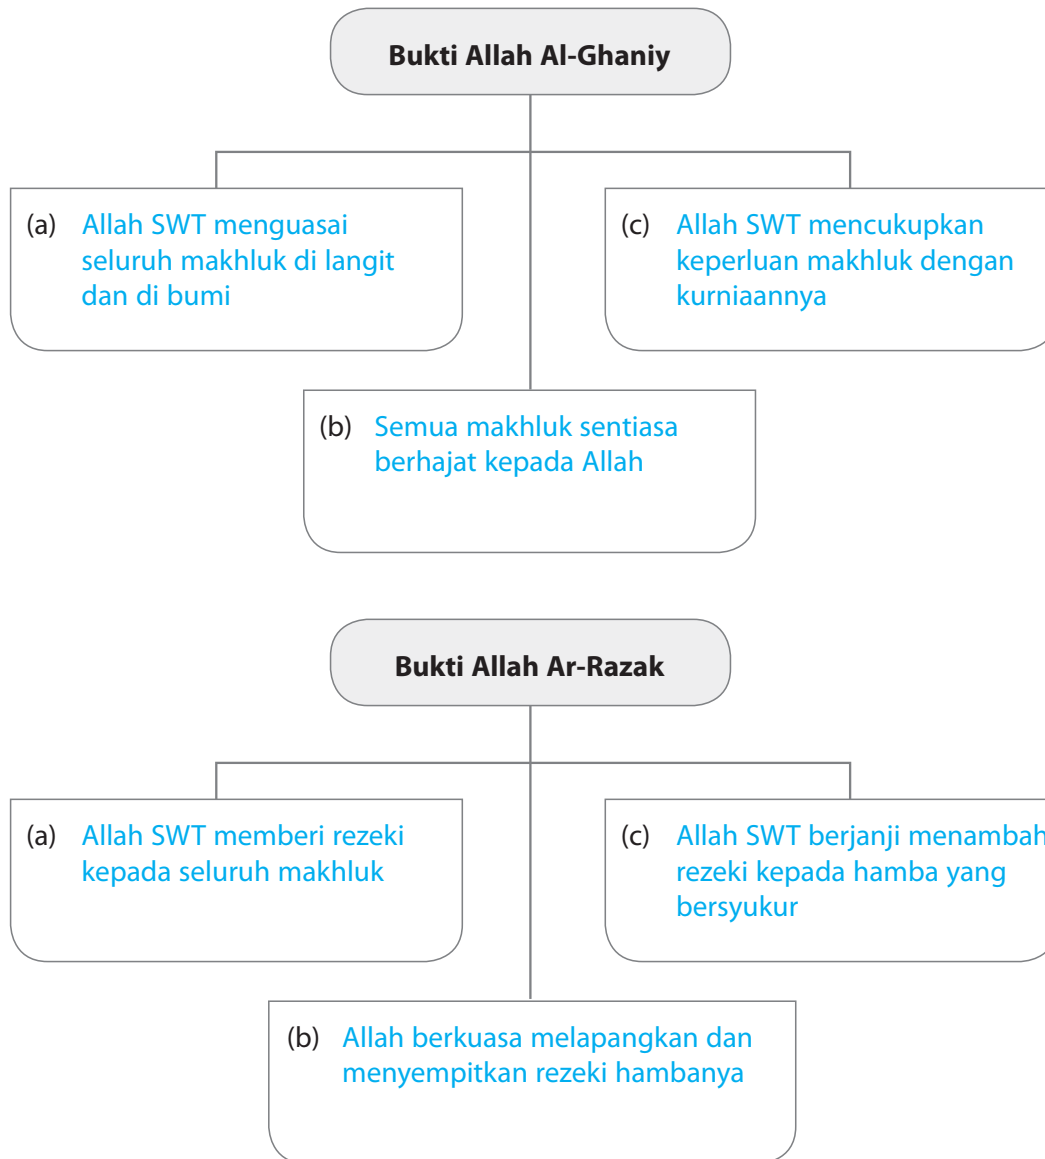 Bukti Allah Al-Ghaniy
(a) Allah SWT menguasai
seluruh makhluk di langit
dan di bumi
(b) Semua makhluk sentiasa
berhajat kepada Allah
(c) Allah SWT mencukupkan
keperluan makhluk dengan
kurniaannya
Bukti Allah Ar-Razak
(a) Allah SWT memberi rezeki
kepada seluruh makhluk
(b) Allah berkuasa melapangkan dan
menyempitkan rezeki hambanya
(c) Allah SWT berjanji menambah
rezeki kepada hamba yang
bersyukur